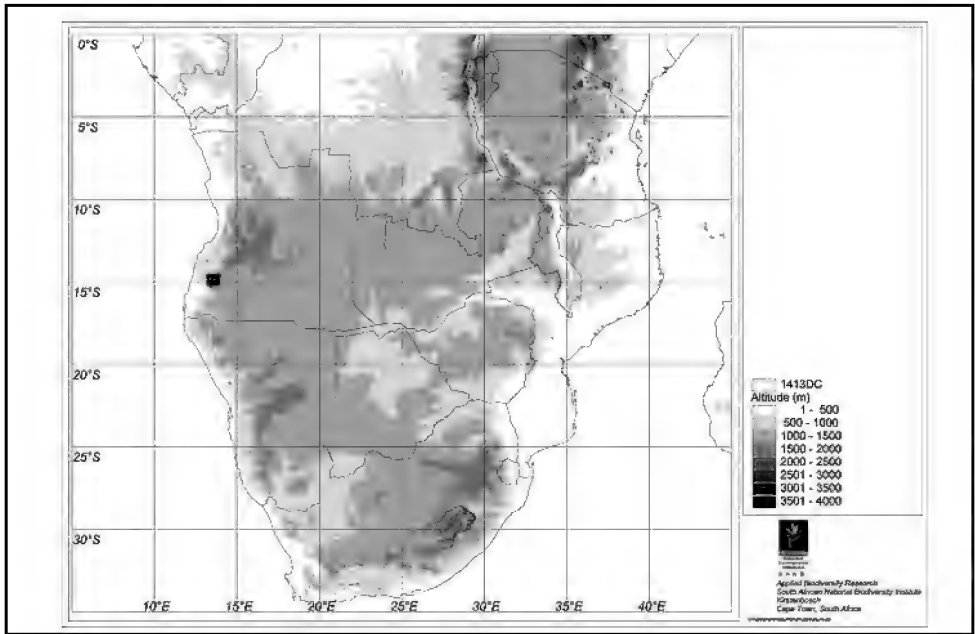 0°S
5°S
10°S
15°S
20°S
25°S
30°S
10°E
15°E
20°E
25°E
30°E
35°E
40°E
1413DC
Altitude (m)
1 - 500
500 - 1000
1000 - 1500
1500 - 2000
2000 - 2500
2501 - 3000
3001 - 3500
3501 - 4000
Applied Biodiversity Research
South African National Biodiversity Institute
Kirstenbosch
Cape Town, South Africa